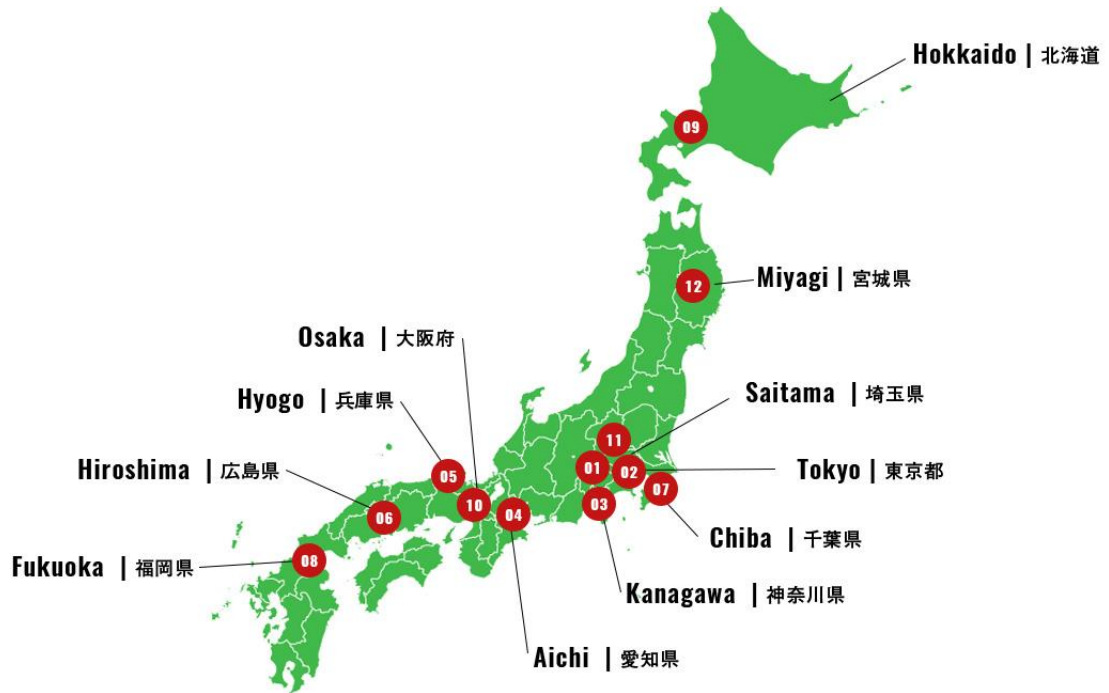 Hokkaido | 北海道
09
12
Miyagi | 宮城県
Osaka | 大阪府
Hyogo | 兵庫県
Saitama | 埼玉県
11
Hiroshima | 広島県
05
01
02
Tokyo | 東京都
07
10
03
04
06
Chiba | 千葉県
Fukuoka | 福岡県
08
Kanagawa | 神奈川県
Aichi | 愛知県